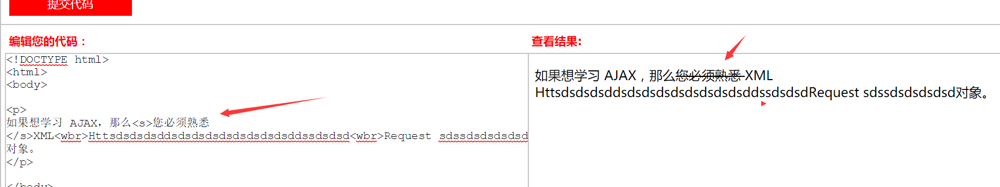 提交代码
编辑您的代码：
查看结果:
<!DOCTYPE html>
<html>
<body>
<p>
如果想学习 AJAX，那么<s>您必须熟悉
</s>XML<wbr>Httsdsdsdsddsdsdsdsdsdsdsdsdsddssdsdsd<wbr>Request sdssdsdsdsdsd
对象。
</p>
</body>
如果想学习 AJAX，那么您必须熟悉 XML
HttsdsdsdsddsdsdsdsdsdsdsdsdsddssdsdsdRequest sdssdsdsdsdsd对象。